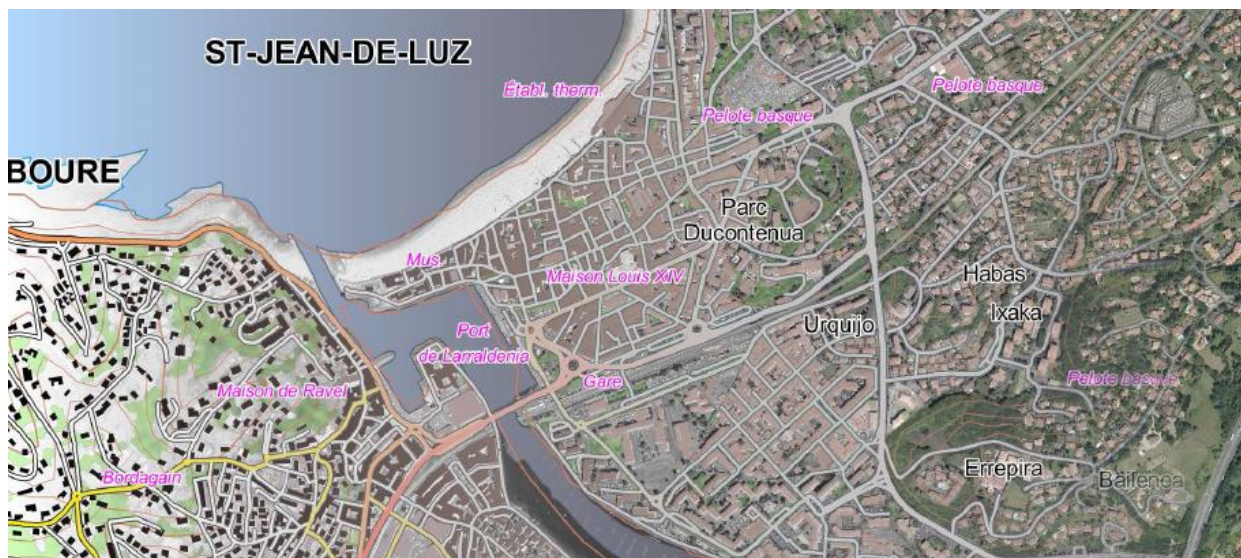 ST-JEAN-DE-LUZ
Établ. therm.
Pelote basque
Pelote basque
BOURE
Parc
Ducontenua
Mus
Maison Louis XIV
Habas
Ixaka
Urquijo
Port
de Larraldenia
Gare
Maison de Ravel
Pelote basque
Bordagain
Errepira
Bailenea